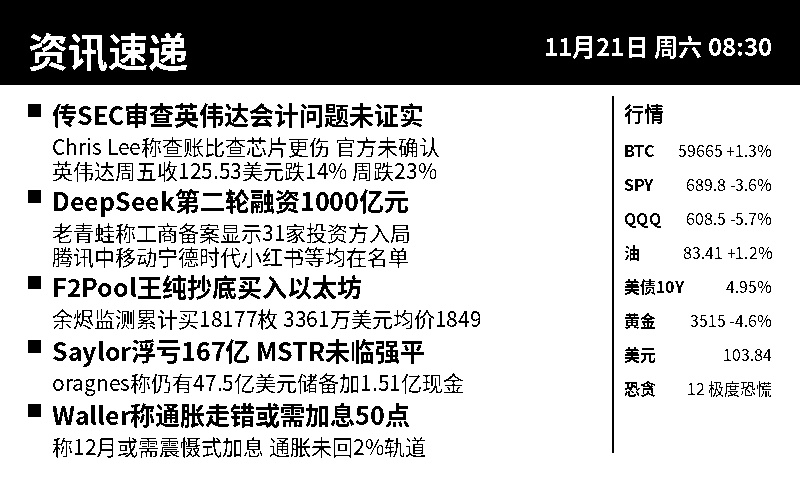 资讯速递
11月21日 周六 08:30
传SEC审查英伟达会计问题未证实
Chris Lee称查账比查芯片更伤 官方未确认
英伟达周五收125.53美元跌14% 周跌23%
DeepSeek第二轮融资1000亿元
老青蛙称工商备案显示31家投资方入局
腾讯中移动宁德时代小红书等均在名单
F2Pool王纯抄底买入以太坊
余烬监测累计买18177枚 3361万美元均价1849
Saylor浮亏167亿 MSTR未临强平
oragnes称仍有47.5亿美元储备加1.51亿现金
Waller称通胀走错或需加息50点
称12月或需震慑式加息 通胀未回2%轨道
行情
BTC 59665 +1.3%
SPY 689.8 -3.6%
QQQ 608.5 -5.7%
油 83.41 +1.2%
美债10Y 4.95%
黄金 3515 -4.6%
美元 103.84
恐贪 12 极度恐慌